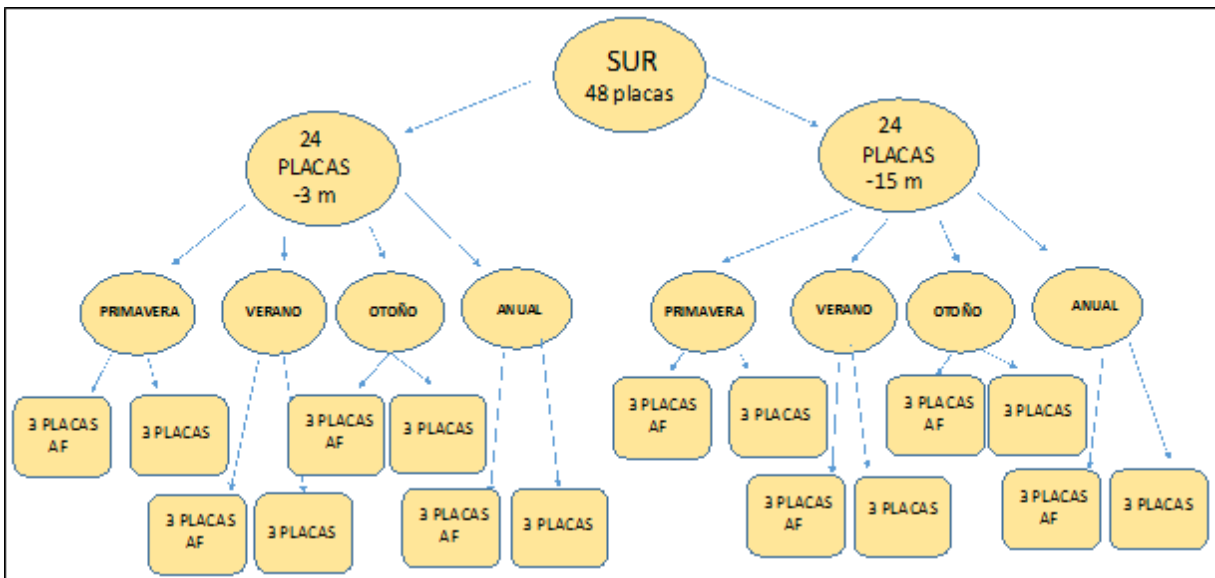 SUR
48 placas
24
PLACAS
-3 m
24
PLACAS
-15 m
PRIMAVERA
VERANO
OTOÑO
ANUAL
PRIMAVERA
VERANO
OTOÑO
ANUAL
3 PLACAS
AF
3 PLACAS
3 PLACAS
AF
3 PLACAS
3 PLACAS
AF
3 PLACAS
3 PLACAS
AF
3 PLACAS
3 PLACAS
AF
3 PLACAS
3 PLACAS
AF
3 PLACAS
3 PLACAS
AF
3 PLACAS
3 PLACAS
AF
3 PLACAS